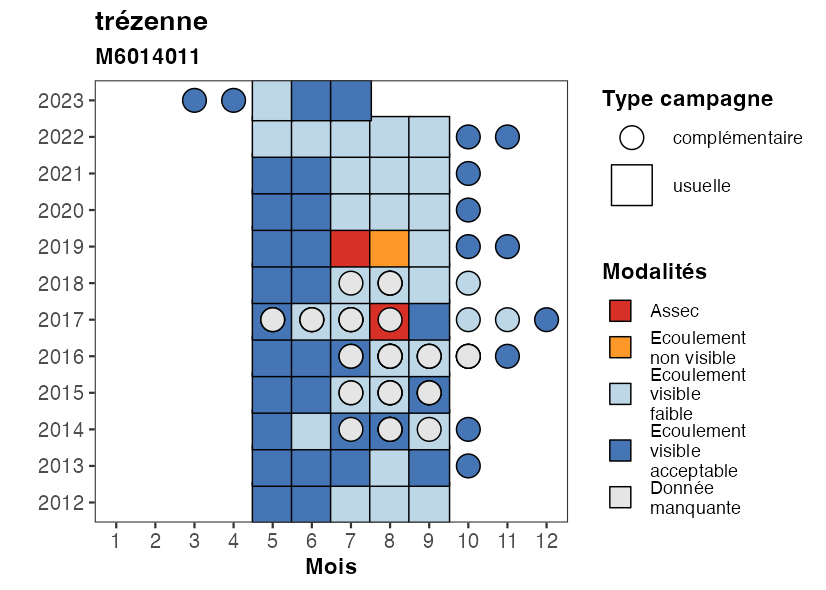 trézenne
M6014011
2023
2022
2021
2020
2019
2018
2017
2016
2015
2014
2013
2012
1 2 3 4 5 6 7 8 9 10 11 12
Mois
Type campagne
complémentaire
usuelle
Modalités
Assec
Ecoulement
non visible
Ecoulement
visible
faible
Ecoulement
visible
acceptable
Donnée
manquante